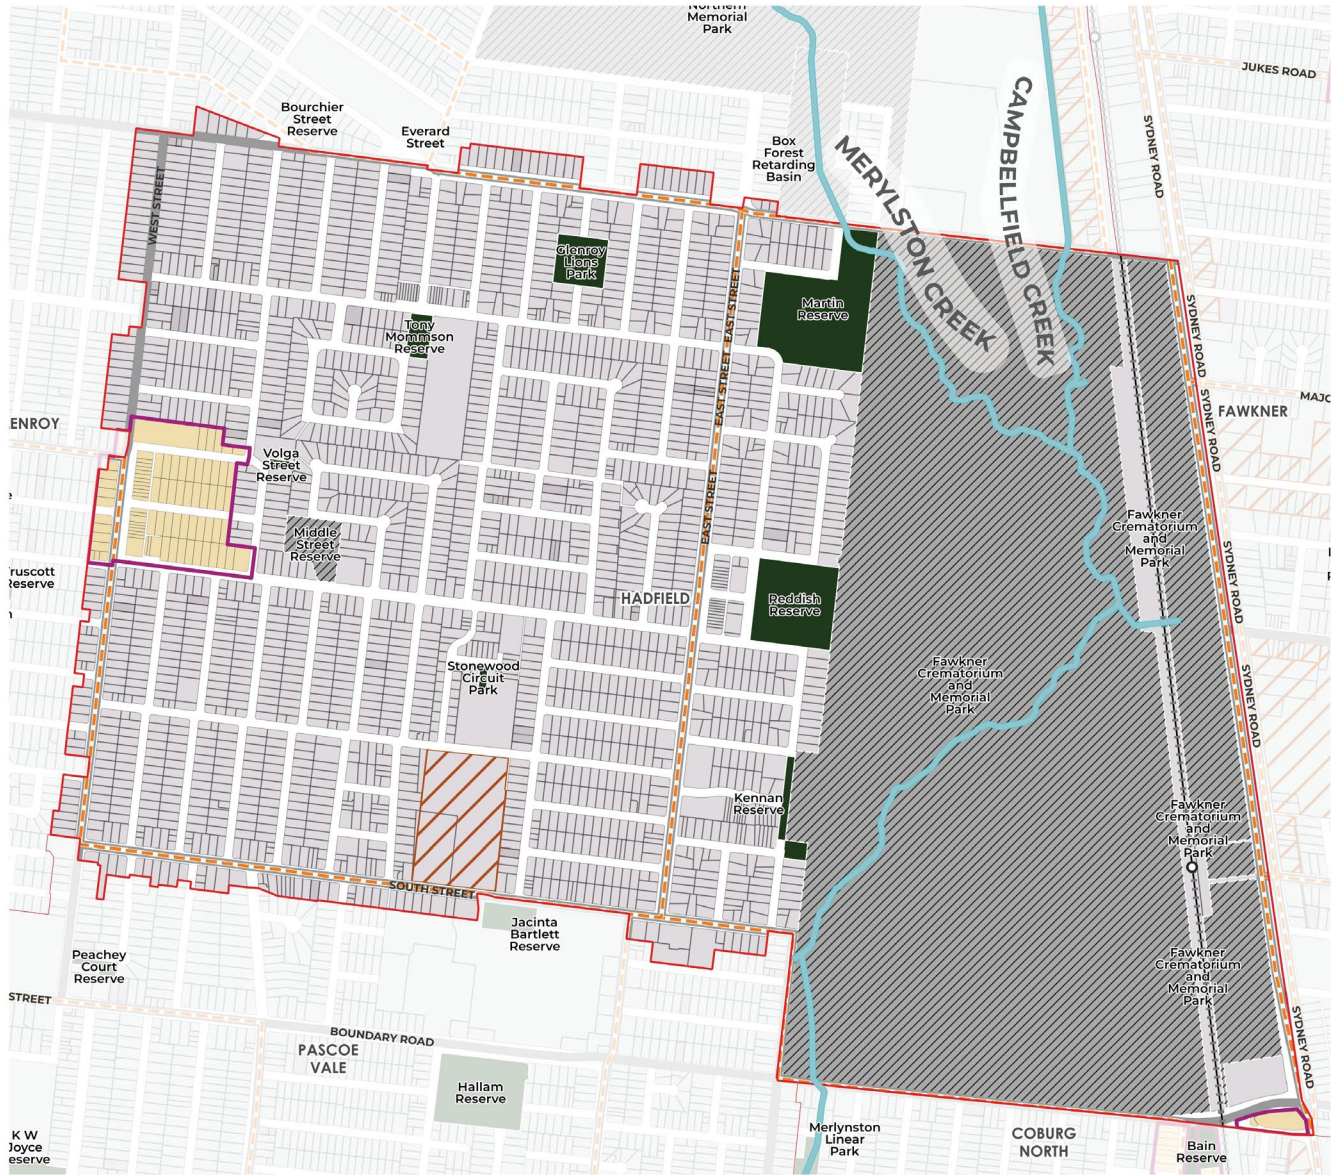 Northern
Memorial
Park
JUKES ROAD
Bourchier
Street
Reserve
Everard
Street
Box
Forest
Retarding
Basin
MERYLSTON CREEK
CAMPBELLFIELD CREEK
SYDNEY ROAD
SYDNEY ROAD
WEST STREET
Glenroy
Lions
Park
EAST STREET
EAST STREET
EAST STREET
Martin
Reserve
Tony
Mommson
Reserve
SYDNEY ROAD
SYDNEY ROAD
MAJO
FAWKNER
ENROY
Volga
Street
Reserve
Middle
Street
Reserve
Fawkner
Crematorium
and
Memorial
Park
SYDNEY ROAD
ruscott
Reserve
HADFIELD
Reddish
Reserve
Stonewood
Circuit
Park
Fawkner
Crematorium
and
Memorial
Park
SYDNEY ROAD
Kennan
Reserve
Fawkner
Crematorium
and
Memorial
Park
SOUTH STREET
Jacinta
Bartlett
Reserve
Peachey
Court
Reserve
Fawkner
Crematorium
and
Memorial
Park
STREET
BOUNDARY ROAD
SYDNEY ROAD
PASCOE
VALE
Hallam
Reserve
K W
Joyce
eserve
Merlynston
Linear
Park
COBURG
NORTH
Bain
Reserve